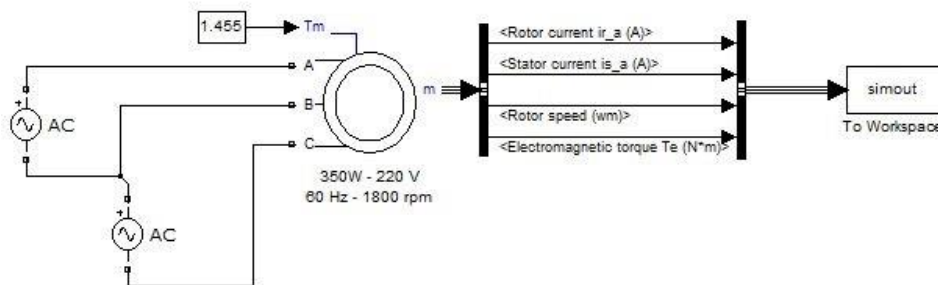 1.455
Tm
A
B
C
m
+
AC
+
AC
350W - 220 V
60 Hz - 1800 rpm
<Rotor current ir_a (A)>
<Stator current is_a (A)>
<Rotor speed (wm)>
<Electromagnetic torque Te (N*m)>
simout
To Workspace